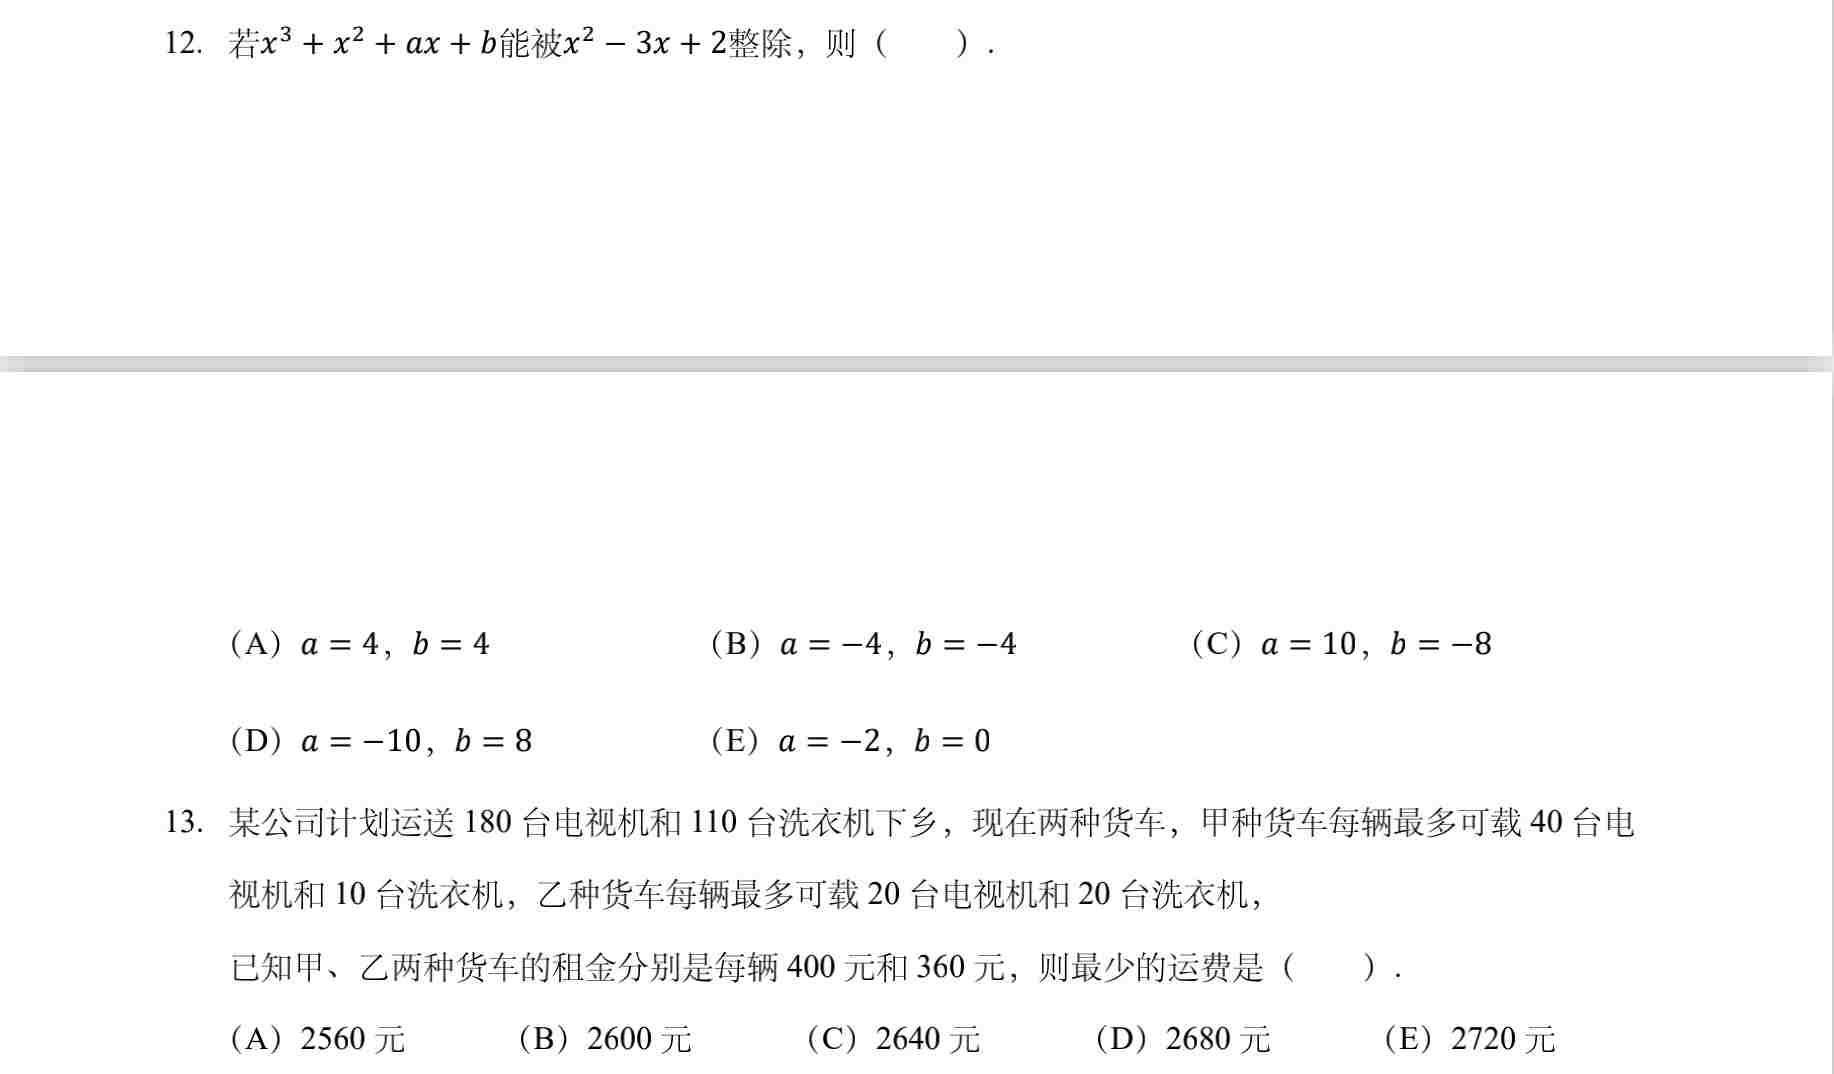 12. 若x³ + x² + ax + b能被x² − 3x + 2整除，则（　　）.
（A）a = 4，b = 4　（B）a = −4，b = −4　（C）a = 10，b = −8
（D）a = −10，b = 8　（E）a = −2，b = 0
13. 某公司计划运送 180 台电视机和 110 台洗衣机下乡，现在两种货车，甲种货车每辆最多可载 40 台电
视机和 10 台洗衣机，乙种货车每辆最多可载 20 台电视机和 20 台洗衣机，
已知甲、乙两种货车的租金分别是每辆 400 元和 360 元，则最少的运费是（　　）.
（A）2560 元　（B）2600 元　（C）2640 元　（D）2680 元　（E）2720 元